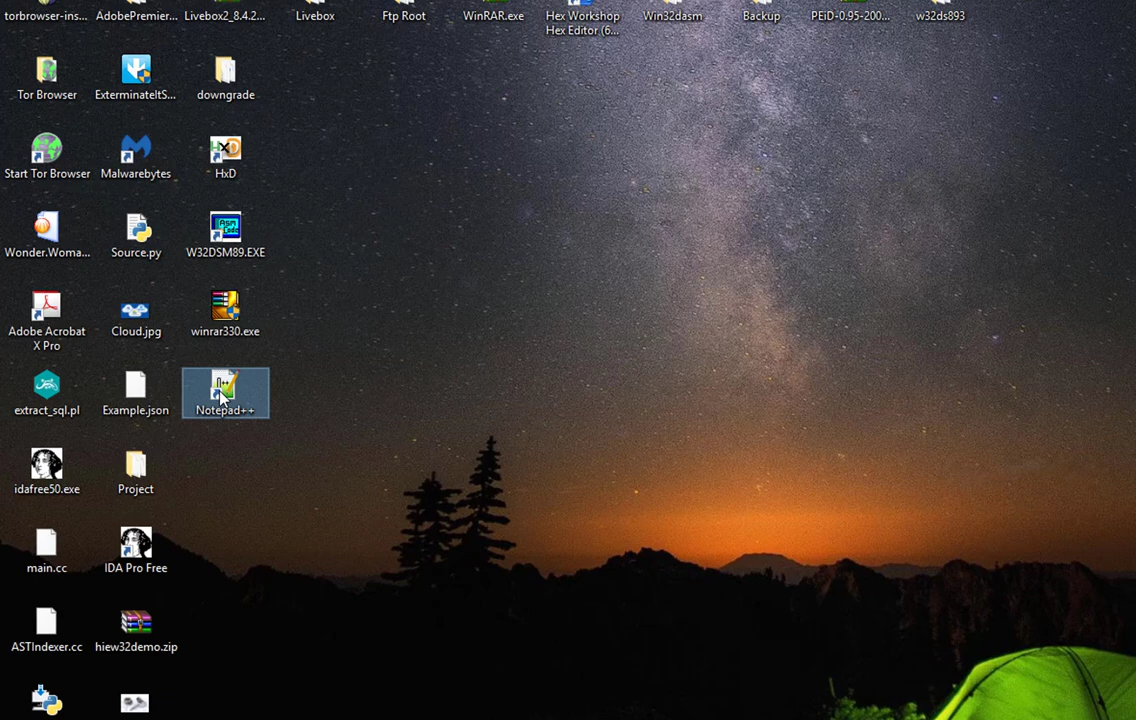 torbrowser-ins...
AdobePremier...
Livebox2_8.4.2...
Livebox
Ftp Root
WinRAR.exe
Hex Workshop
Hex Editor (6...
Win32dasm
Backup
PEiD-0.95-200...
w32ds893
Tor Browser
ExterminateItS...
downgrade
Start Tor Browser
Malwarebytes
HxD
HxD
Wonder.Woma...
Source.py
Asm
Code
W32DSM89.EXE
Adobe Acrobat
X Pro
Cloud.jpg
winrar330.exe
extract_sql.pl
Example.json
Notepad++
idafree50.exe
Project
main.cc
IDA Pro Free
ASTIndexer.cc
hiew32demo.zip